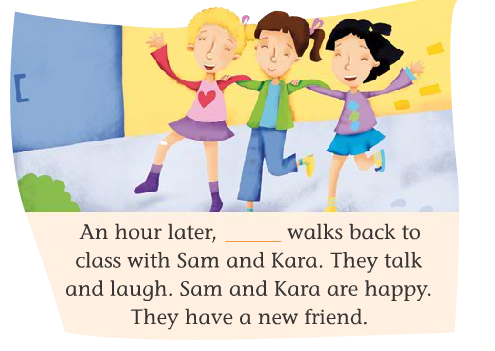 An hour later, _____ walks back to
class with Sam and Kara. They talk
and laugh. Sam and Kara are happy.
They have a new friend.